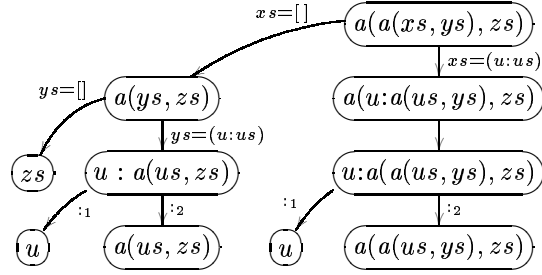 xs=[ ]
a(a(xs, ys), zs)
xs=(u:us)
ys=[]
a(ys, zs)
a(u:a(us, ys), zs)
ys=(u:us)
zs
u : a(us, zs)
u:a(a(us, ys), zs)
:1
:2
:1
:2
u
a(us, zs)
u
a(a(us, ys), zs)